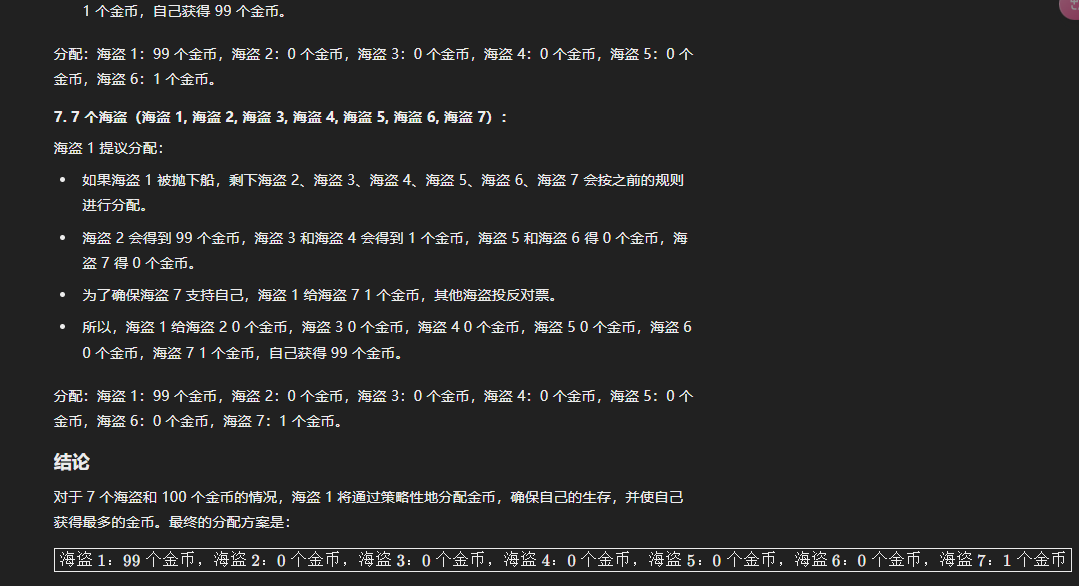 1 个金币，自己获得 99 个金币。
分配：海盗 1：99 个金币，海盗 2：0 个金币，海盗 3：0 个金币，海盗 4：0 个金币，海盗 5：0 个
金币，海盗 6：1 个金币。
7. 7 个海盗（海盗 1, 海盗 2, 海盗 3, 海盗 4, 海盗 5, 海盗 6, 海盗 7）:
海盗 1 提议分配:
• 如果海盗 1 被抛下船，剩下海盗 2、海盗 3、海盗 4、海盗 5、海盗 6、海盗 7 会按之前的规则
进行分配。
• 海盗 2 会得到 99 个金币，海盗 3 和海盗 4 会得到 1 个金币，海盗 5 和海盗 6 得 0 个金币，海
盗 7 得 0 个金币。
• 为了确保海盗 7 支持自己，海盗 1 给海盗 7 1 个金币，其他海盗投反对票。
• 所以，海盗 1 给海盗 2 0 个金币，海盗 3 0 个金币，海盗 4 0 个金币，海盗 5 0 个金币，海盗 6
0 个金币，海盗 7 1 个金币，自己获得 99 个金币。
分配：海盗 1：99 个金币，海盗 2：0 个金币，海盗 3：0 个金币，海盗 4：0 个金币，海盗 5：0 个
金币，海盗 6：0 个金币，海盗 7：1 个金币。
结论
对于 7 个海盗和 100 个金币的情况，海盗 1 将通过策略性地分配金币，确保自己的生存，并使自己
获得最多的金币。最终的分配方案是：
海盗 1：99 个金币，海盗 2：0 个金币，海盗 3：0 个金币，海盗 4：0 个金币，海盗 5：0 个金币，海盗 6：0 个金币，海盗 7：1 个金币